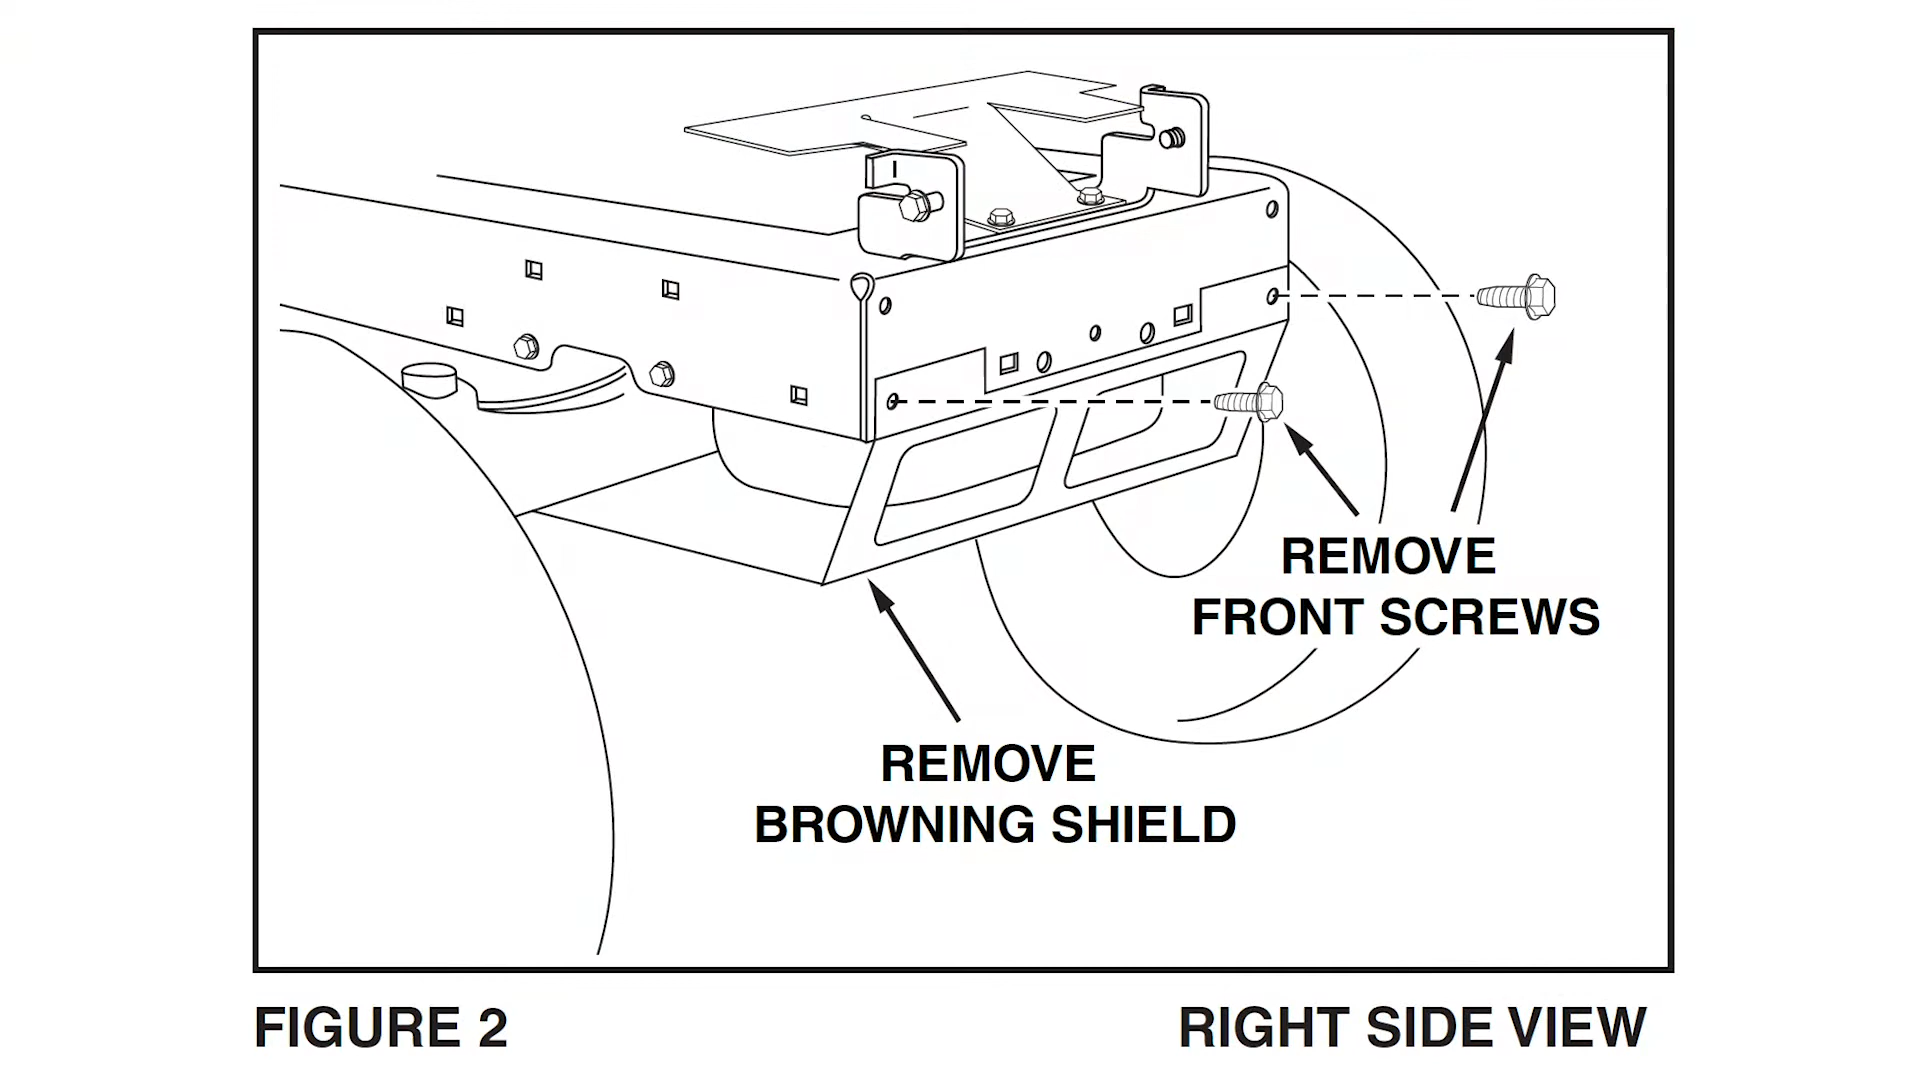 REMOVE
FRONT SCREWS
REMOVE
BROWNING SHIELD
FIGURE 2
RIGHT SIDE VIEW